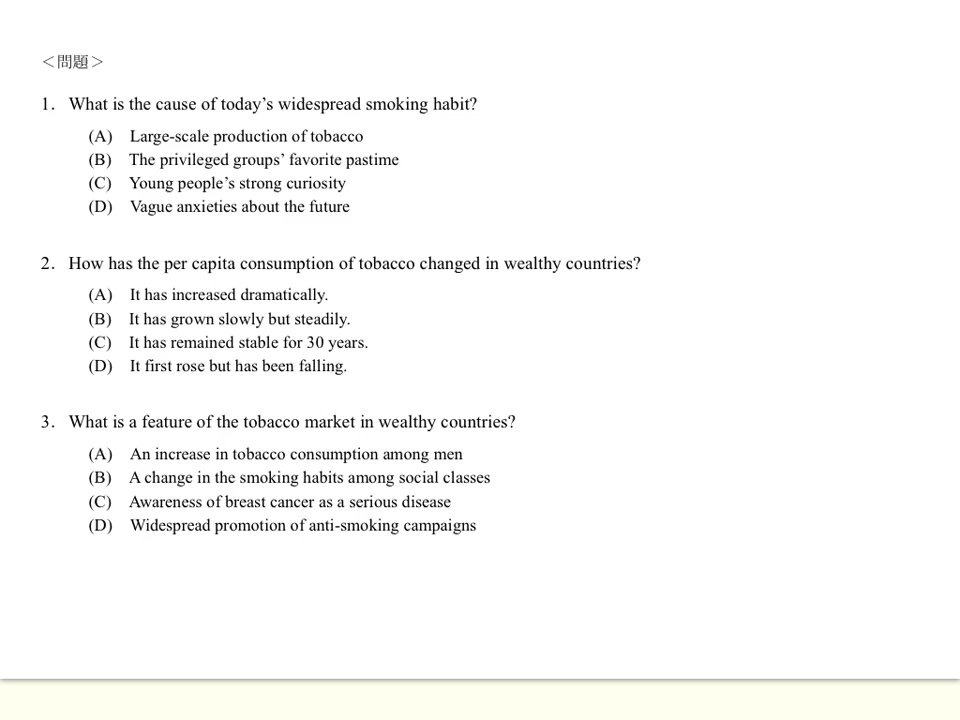 ＜問題＞
1. What is the cause of today’s widespread smoking habit?
(A) Large-scale production of tobacco
(B) The privileged groups’ favorite pastime
(C) Young people’s strong curiosity
(D) Vague anxieties about the future
2. How has the per capita consumption of tobacco changed in wealthy countries?
(A) It has increased dramatically.
(B) It has grown slowly but steadily.
(C) It has remained stable for 30 years.
(D) It first rose but has been falling.
3. What is a feature of the tobacco market in wealthy countries?
(A) An increase in tobacco consumption among men
(B) A change in the smoking habits among social classes
(C) Awareness of breast cancer as a serious disease
(D) Widespread promotion of anti-smoking campaigns